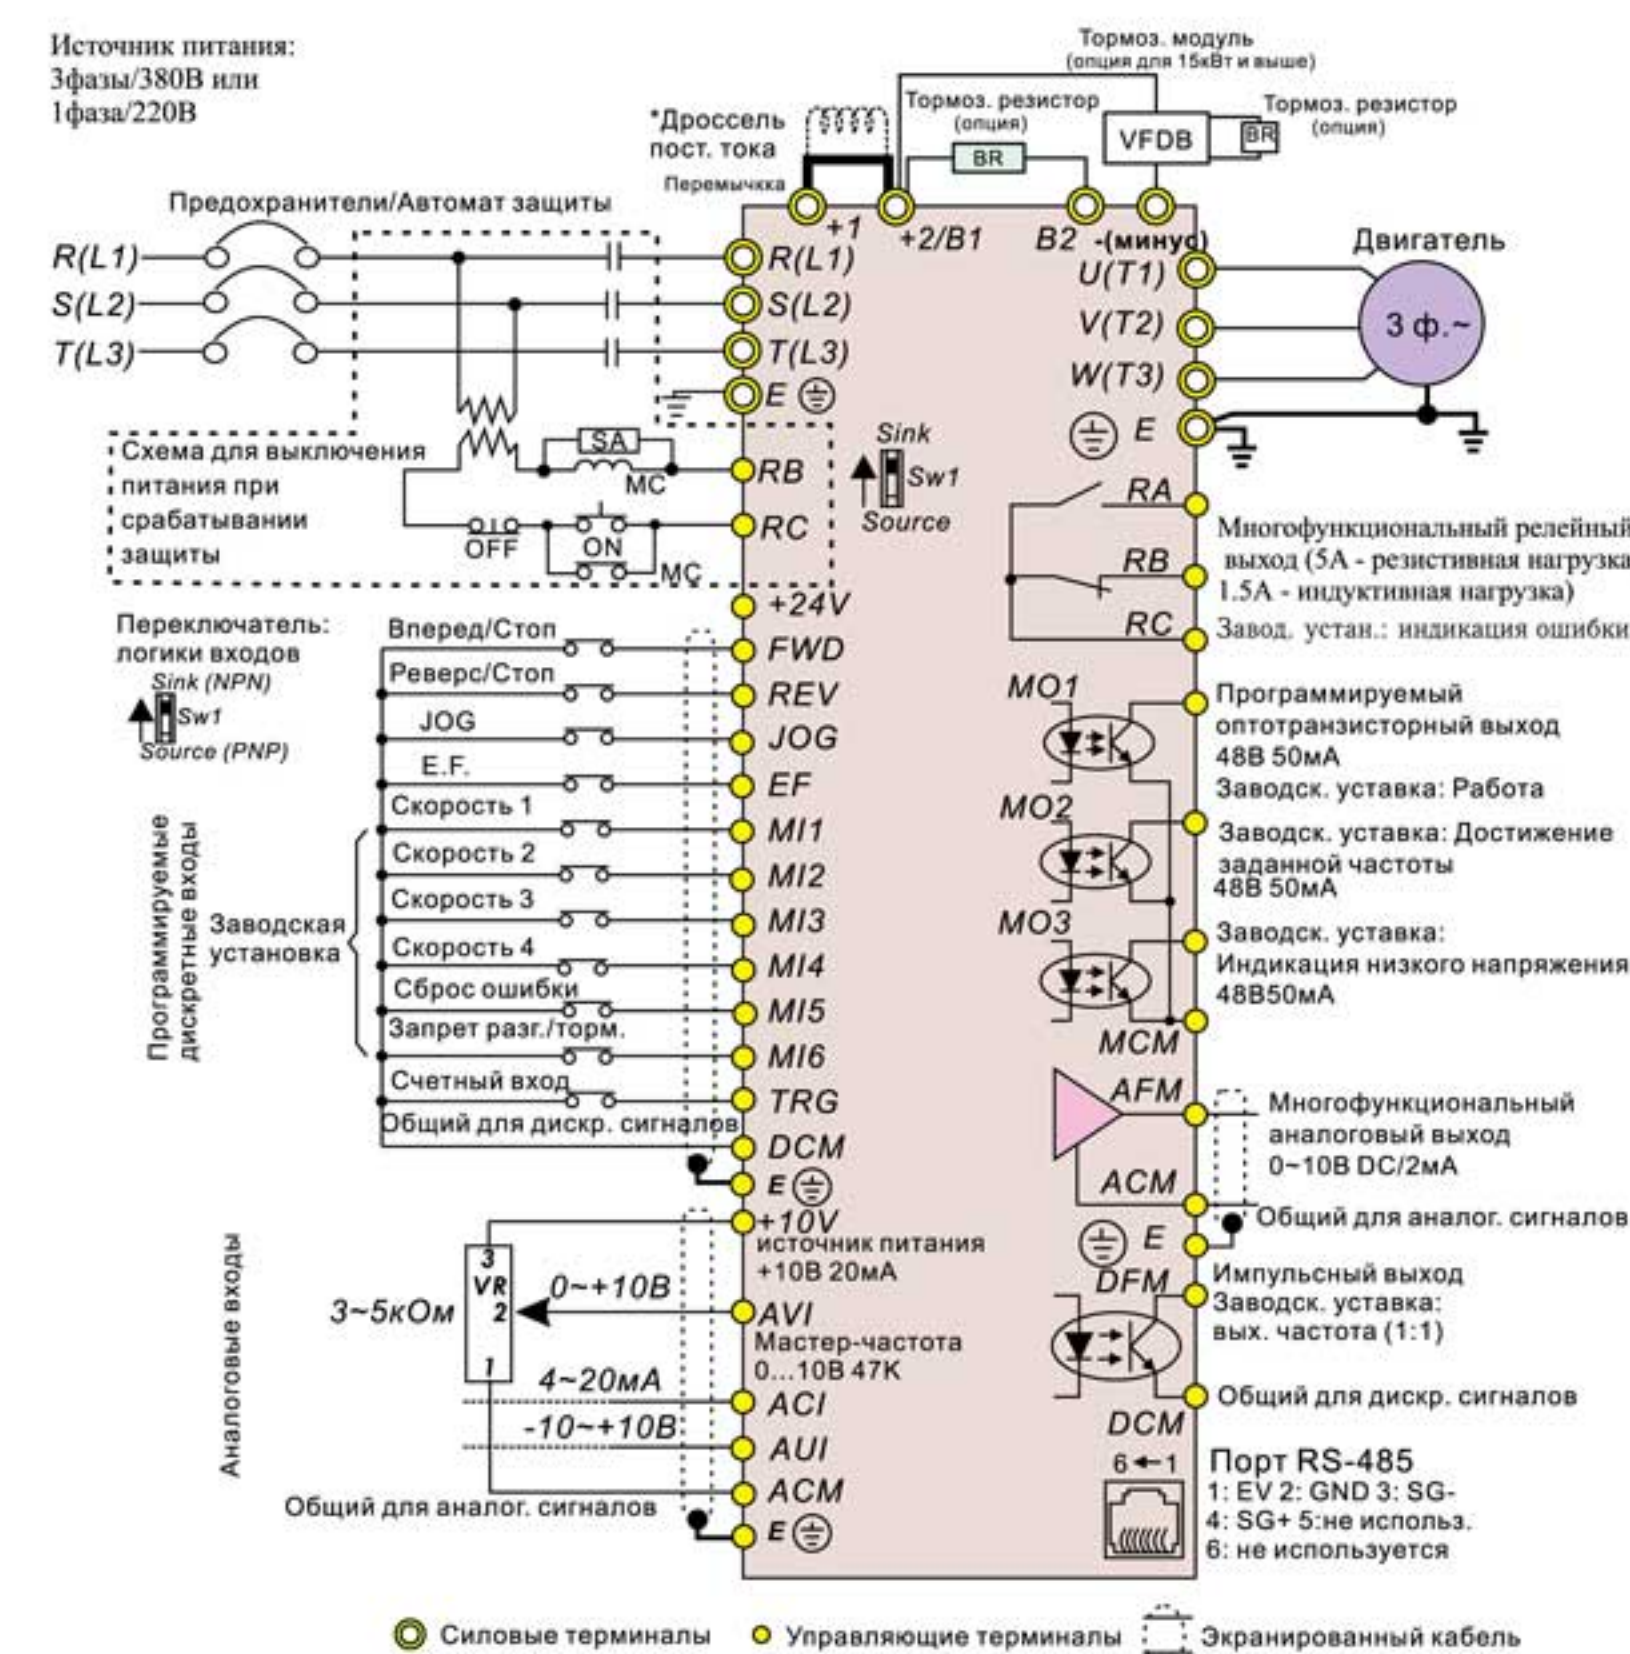 Источник питания:
3фазы/380В или
1фаза/220В
Тормоз. модуль
(опция для 15кВт и выше)
*Дроссель
пост. тока
Перемычкка
Тормоз. резистор
(опция)
BR
VFDB
BR
Тормоз. резистор
(опция)
Предохранители/Автомат защиты
R(L1)
S(L2)
T(L3)
+1
+2/B1
B2
-(минус)
R(L1)
S(L2)
T(L3)
E
U(T1)
V(T2)
W(T3)
E
Двигатель
3 ф.~
Схема для выключения
питания при
срабатывании
защиты
SA
MC
OFF
ON
MC
RB
RC
Sink
Sw1
Source
RA
RB
RC
Многофункциональный релейный
выход (5А - резистивная нагрузка
1.5А - индуктивная нагрузка)
Завод. устан.: индикация ошибки
Переключатель:
логики входов
Sink (NPN)
Sw1
Source (PNP)
Программируемые
дискретные входы
Заводская
установка
+24V
Вперед/Стоп
FWD
Реверс/Стоп
REV
JOG
JOG
E.F.
EF
Скорость 1
MI1
Скорость 2
MI2
Скорость 3
MI3
Скорость 4
MI4
Сброс ошибки
MI5
Запрет разг./торм.
MI6
Счетный вход
TRG
Общий для дискр. сигналов
DCM
E
MO1
Программируемый
оптотранзисторный выход
48В 50мА
Заводск. уставка: Работа
MO2
Заводск. уставка: Достижение
заданной частоты
48В 50мА
MO3
Заводск. уставка:
Индикация низкого напряжения
48В50мА
MCM
AFM
Многофункциональный
аналоговый выход
0~10В DC/2мА
ACM
Общий для аналог. сигналов
E
DFM
Импульсный выход
Заводск. уставка:
вых. частота (1:1)
Общий для дискр. сигналов
DCM
Аналоговые входы
3~5кОм
3
VR
2
1
+10V
источник питания
+10В 20мА
0~+10В
AVI
Мастер-частота
0...10В 47K
4~20мА
ACI
-10~+10В
AUI
ACM
Общий для аналог. сигналов
E
6
1
Порт RS-485
1: EV 2: GND 3: SG-
4: SG+ 5:не использ.
6: не используется
Силовые терминалы
Управляющие терминалы
Экранированный кабель